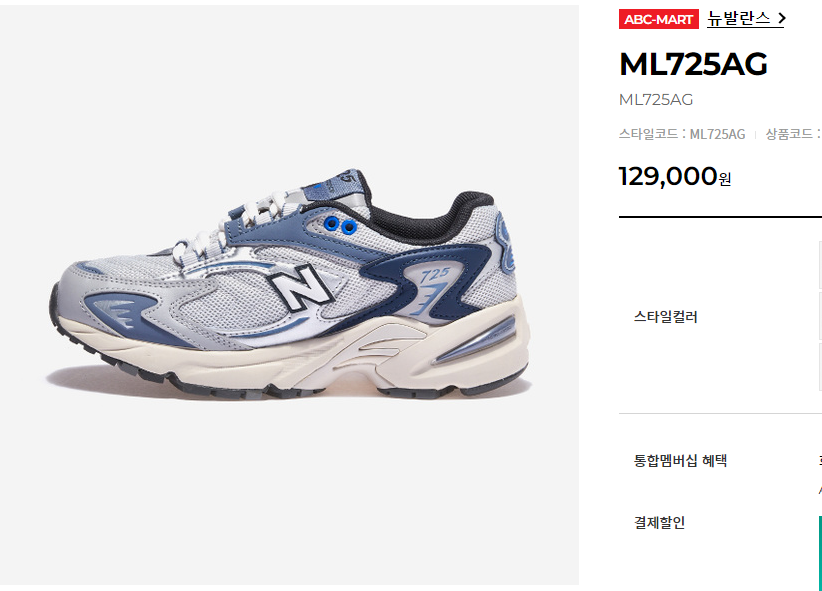 ABC-MART 뉴발란스
ML725AG
ML725AG
스타일코드 : ML725AG 상품코드 :
129,000원
N
725
스타일컬러
통합멤버십 혜택
결제할인